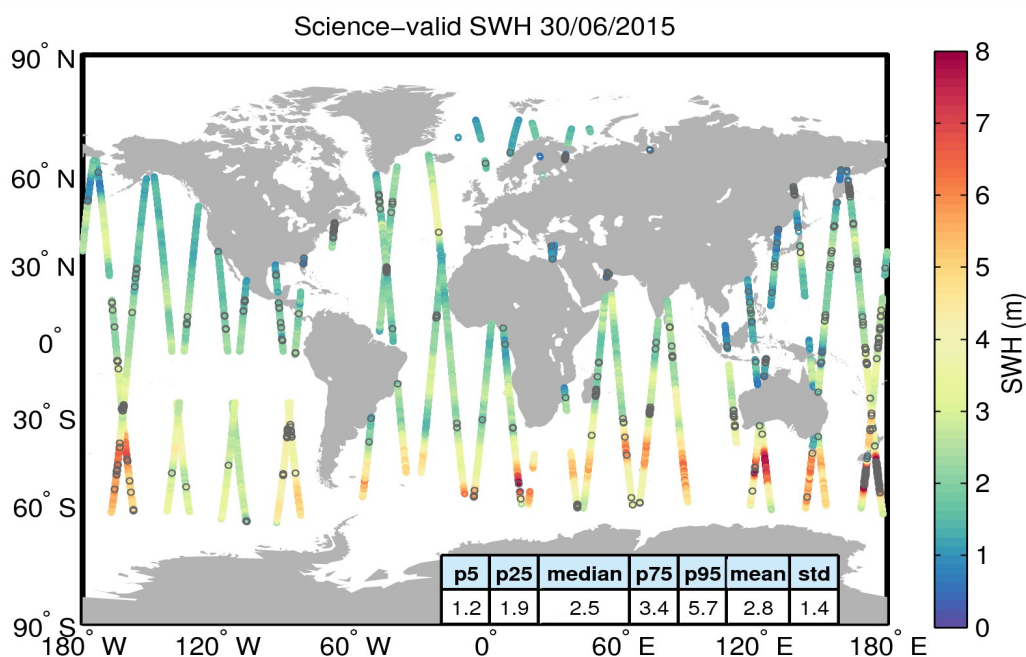 Science−valid SWH 30/06/2015
90° N
60° N
30° N
0°
30° S
60° S
90° S
180° W
120° W
60° W
0°
60° E
120° E
180° E
p5 p25 median p75 p95 mean std
1.2 1.9 2.5 3.4 5.7 2.8 1.4
8
7
6
5
4
3
2
1
0
SWH (m)